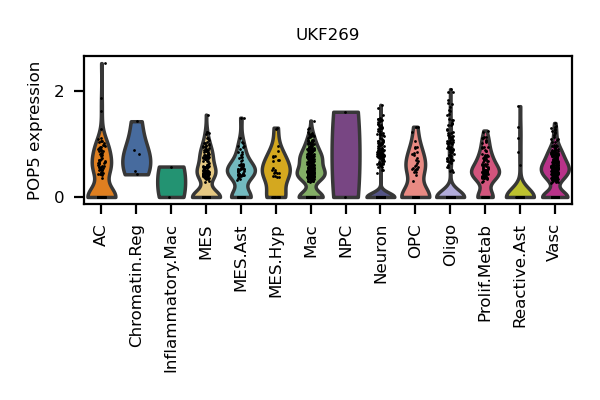 UKF269
POP5 expression
2
0
AC
Chromatin.Reg
Inflammatory.Mac
MES
MES.Ast
MES.Hyp
Mac
NPC
Neuron
OPC
Oligo
Prolif.Metab
Reactive.Ast
Vasc